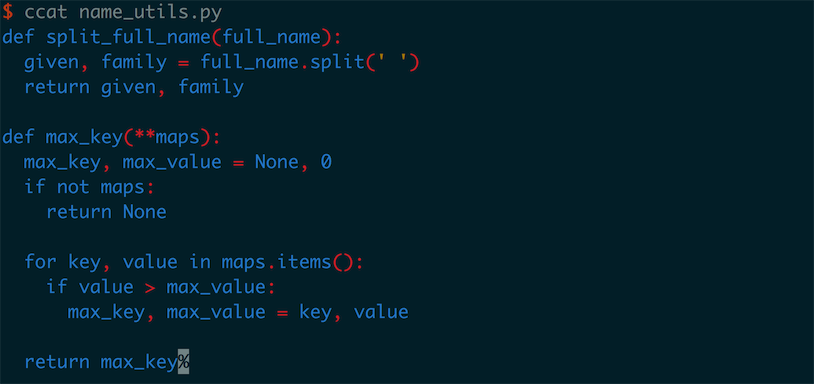 $ ccat name_utils.py
def split_full_name(full_name):
  given, family = full_name.split(' ')
  return given, family

def max_key(**maps):
  max_key, max_value = None, 0
  if not maps:
    return None

  for key, value in maps.items():
    if value > max_value:
      max_key, max_value = key, value

  return max_key%